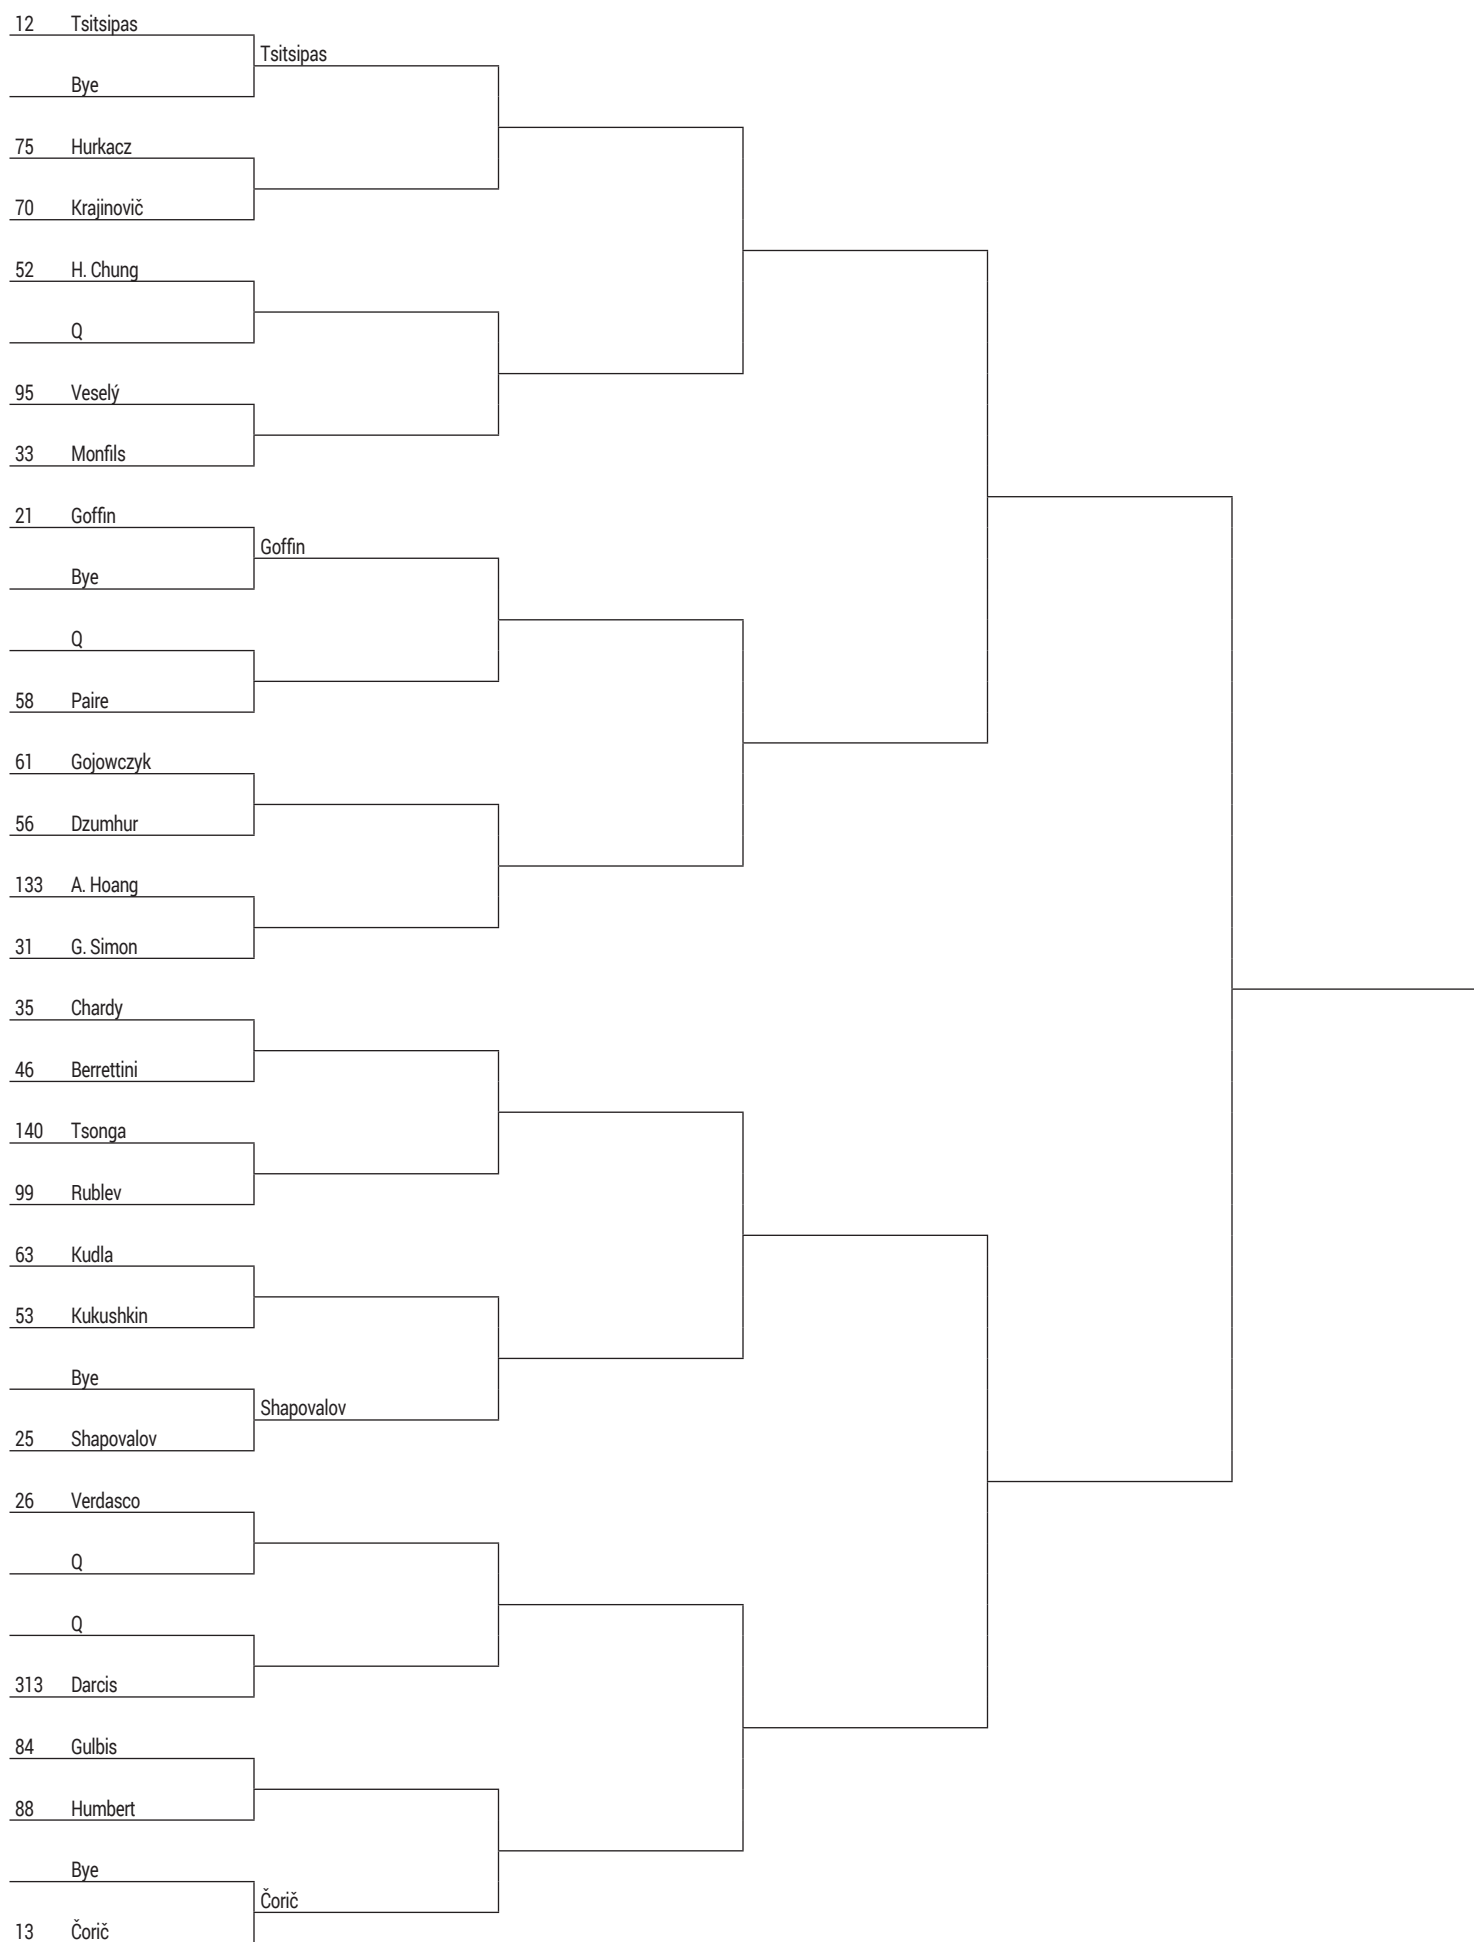 12 Tsitsipas
Tsitsipas
Bye
75 Hurkacz
70 Krajinovič
52 H. Chung
Q
95 Veselý
33 Monfils
21 Goffin
Goffin
Bye
Q
58 Paire
61 Gojowczyk
56 Dzumhur
133 A. Hoang
31 G. Simon
35 Chardy
46 Berrettini
140 Tsonga
99 Rublev
63 Kudla
53 Kukushkin
Bye
Shapovalov
25 Shapovalov
26 Verdasco
Q
Q
313 Darcis
84 Gulbis
88 Humbert
Bye
Čorič
13 Čorič